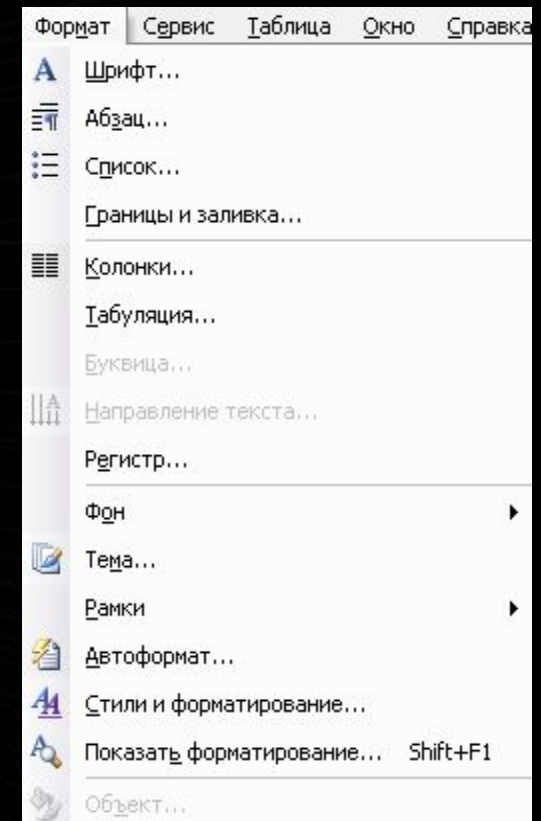 Формат Сервис Таблица Окно Справка
Шрифт...
Абзац...
Список...
Границы и заливка...
Колонки...
Табуляция...
Буквица...
Направление текста...
Регистр...
Фон
Тема...
Рамки
Автоформат...
Стили и форматирование...
Показать форматирование... Shift+F1
Объект...